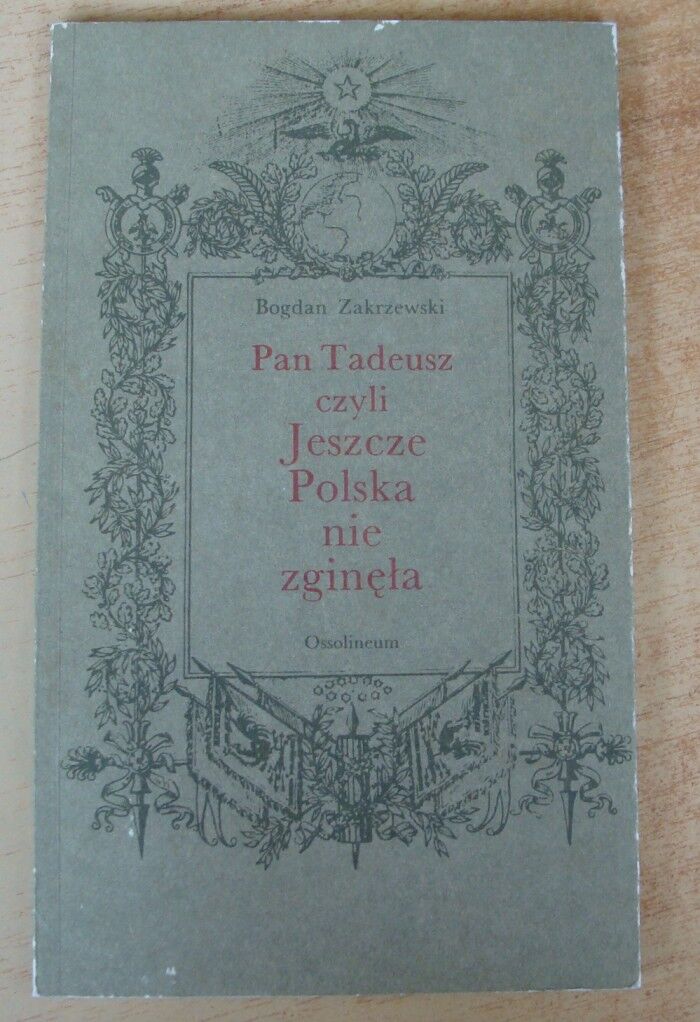 Bogdan Zakrzewski
Pan Tadeusz
czyli
Jeszcze
Polska
nie
zginęła
Ossolineum